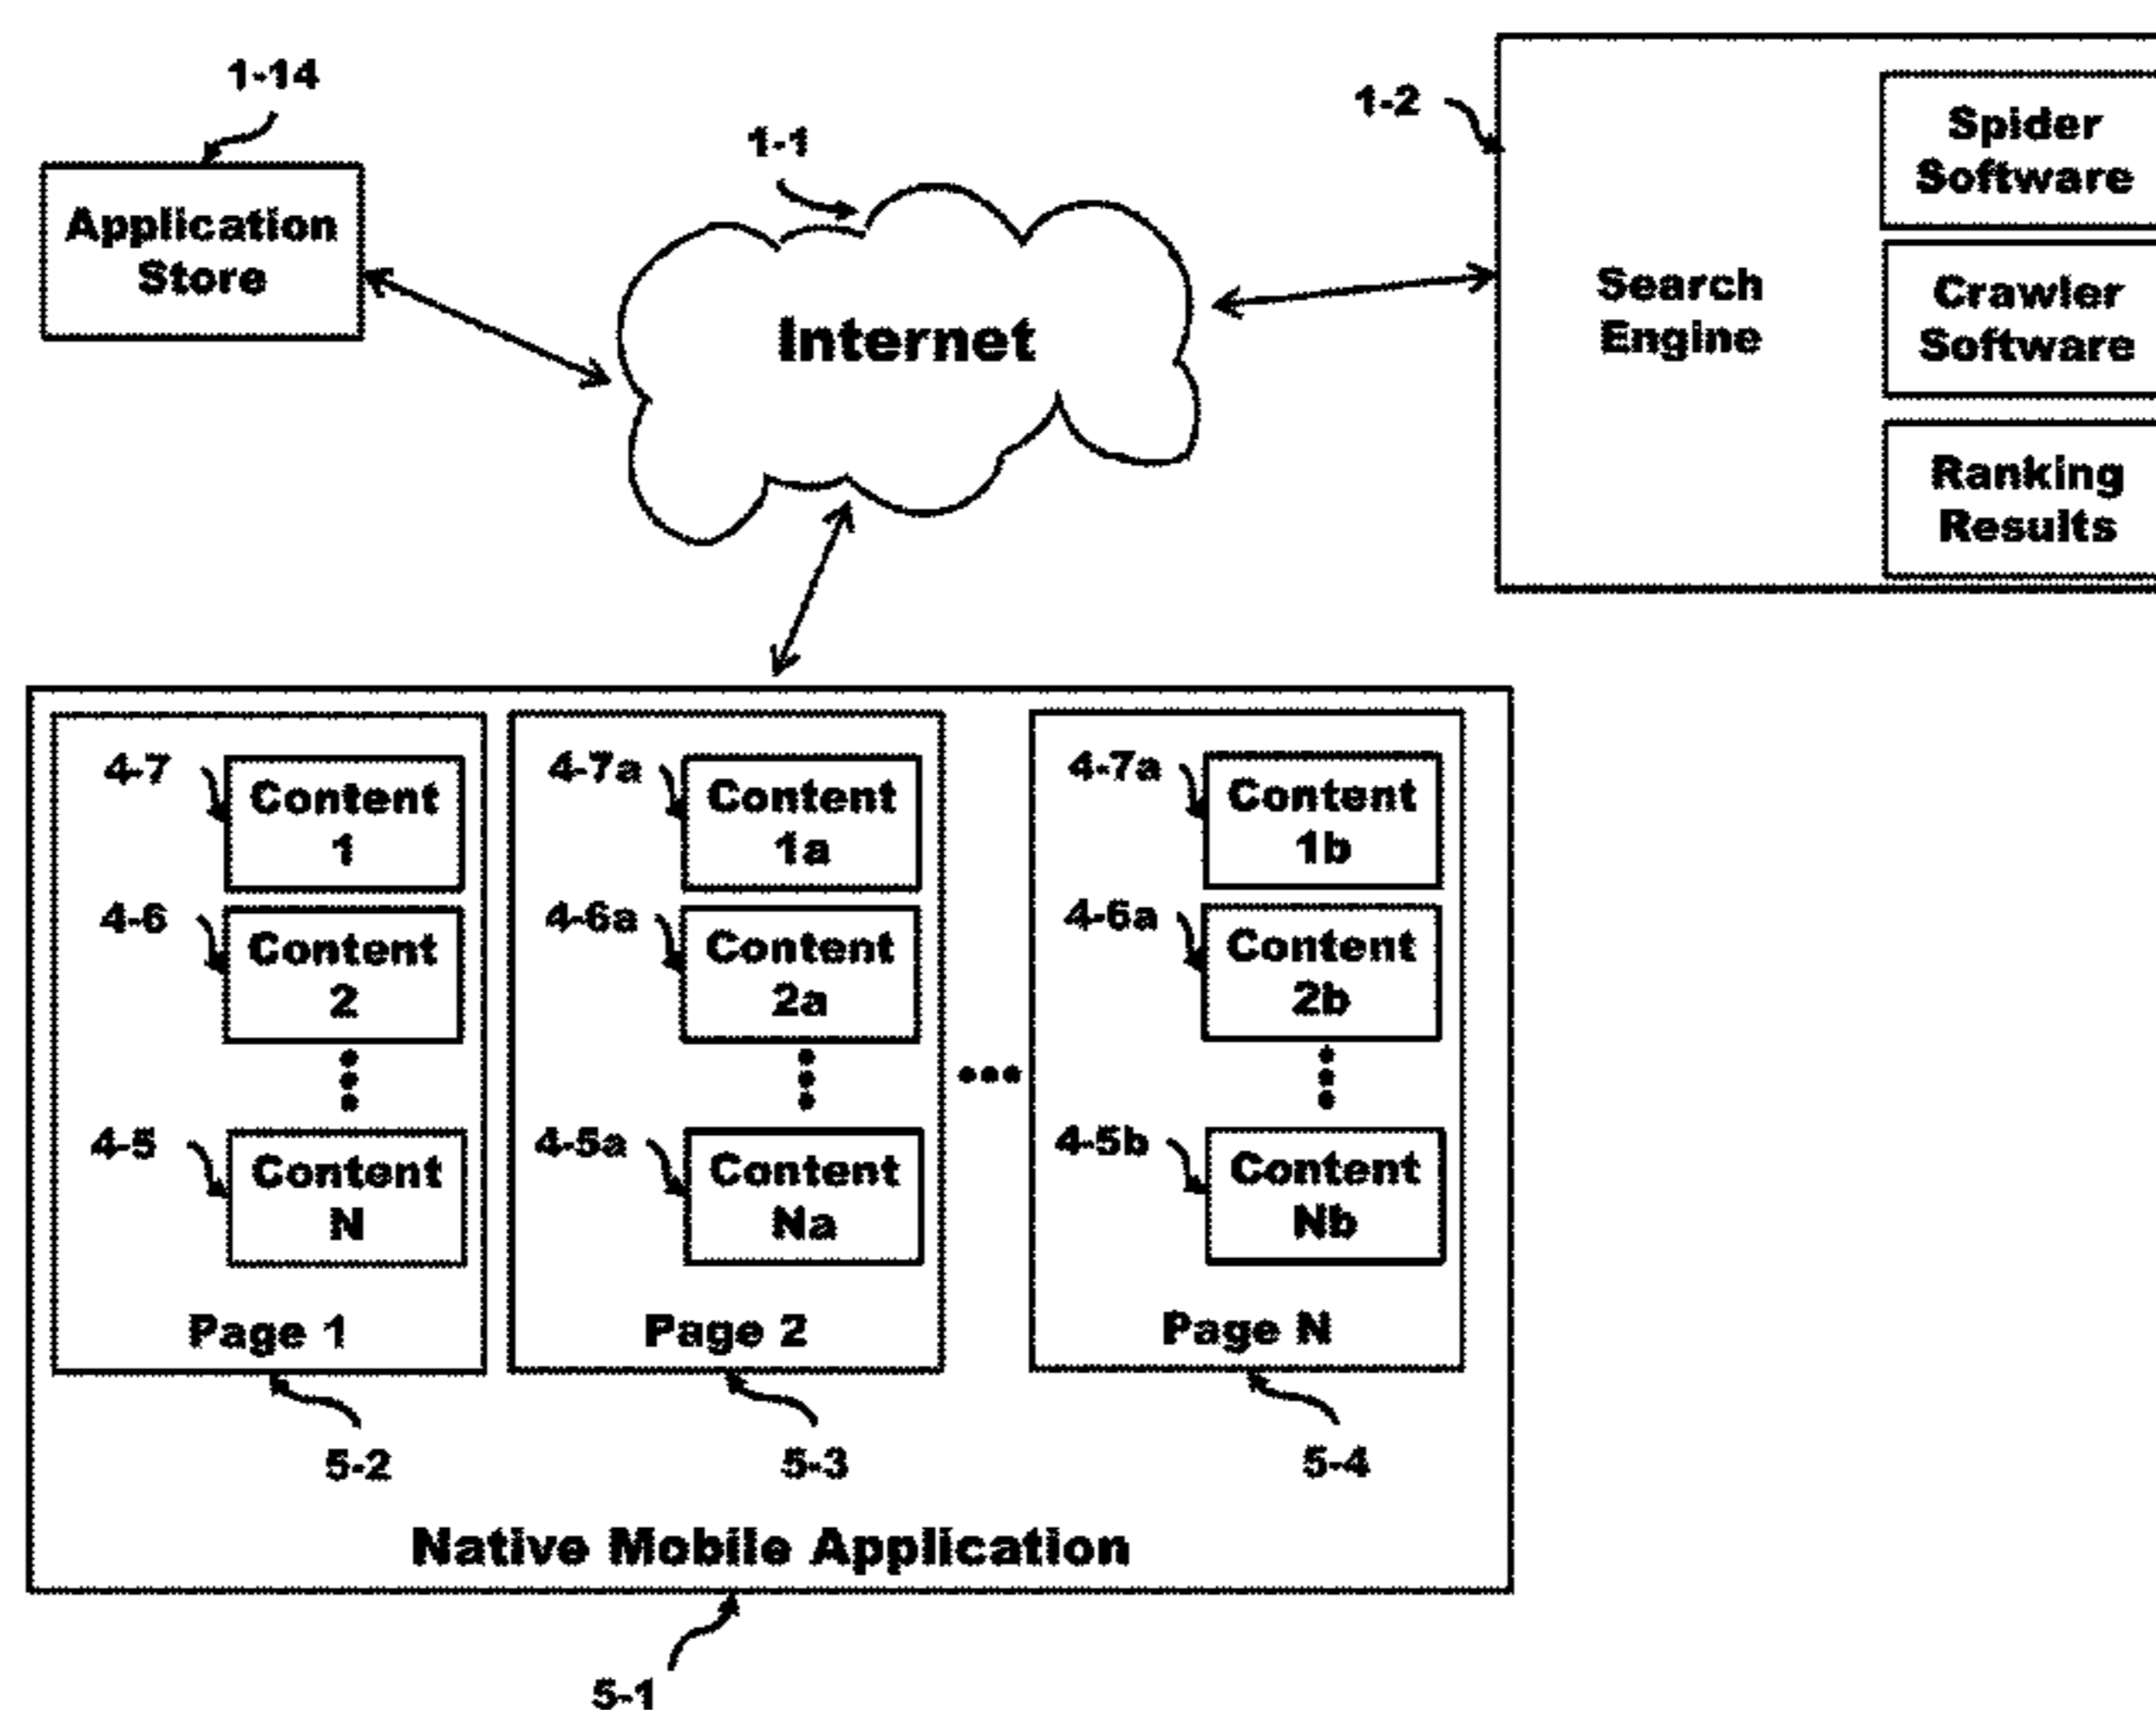 1-14
Application
Store
1-1
Internet
1-2
Search
Engine
Spider
Software
Crawler
Software
Ranking
Results
4-7
Content
1
4-6
Content
2
4-5
Content
N
Page 1
5-2
4-7a
Content
1a
4-6a
Content
2a
4-5a
Content
Na
Page 2
5-3
4-7a
Content
1b
4-6a
Content
2b
4-5b
Content
Nb
Page N
5-4
Native Mobile Application
5-1